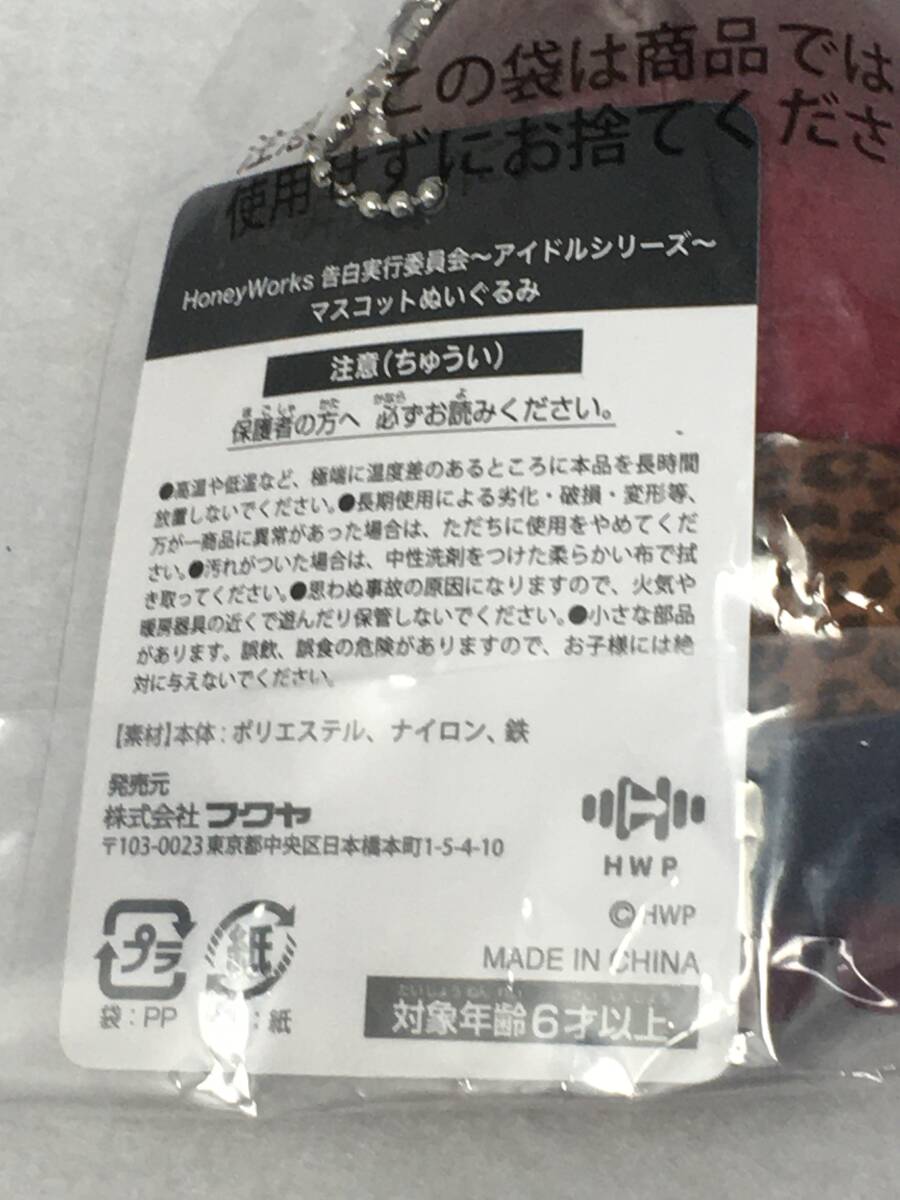 注意 この袋は商品では
使用せずにお捨てくださ
HoneyWorks 告白実行委員会～アイドルシリーズ～
マスコットぬいぐるみ
注意(ちゅうい)
保護者の方へ 必ずお読みください。
●高温や低温など、極端に温度差のあるところに本品を長時間
放置しないでください。●長期使用による劣化・破損・変形等、
万が一商品に異常があった場合は、ただちに使用をやめてくだ
さい。●汚れがついた場合は、中性洗剤をつけた柔らかい布で拭
き取ってください。●思わぬ事故の原因になりますので、火気や
暖房器具の近くで遊んだり保管しないでください。●小さな部品
があります。誤飲、誤食の危険がありますので、お子様には絶
対に与えないでください。
【素材】本体:ポリエステル、ナイロン、鉄
発売元
株式会社フクヤ
〒103-0023 東京都中央区日本橋本町1-5-4-10
HWP
©HWP
MADE IN CHINA
プラ 紙
袋:PP :紙
対象年齢6才以上